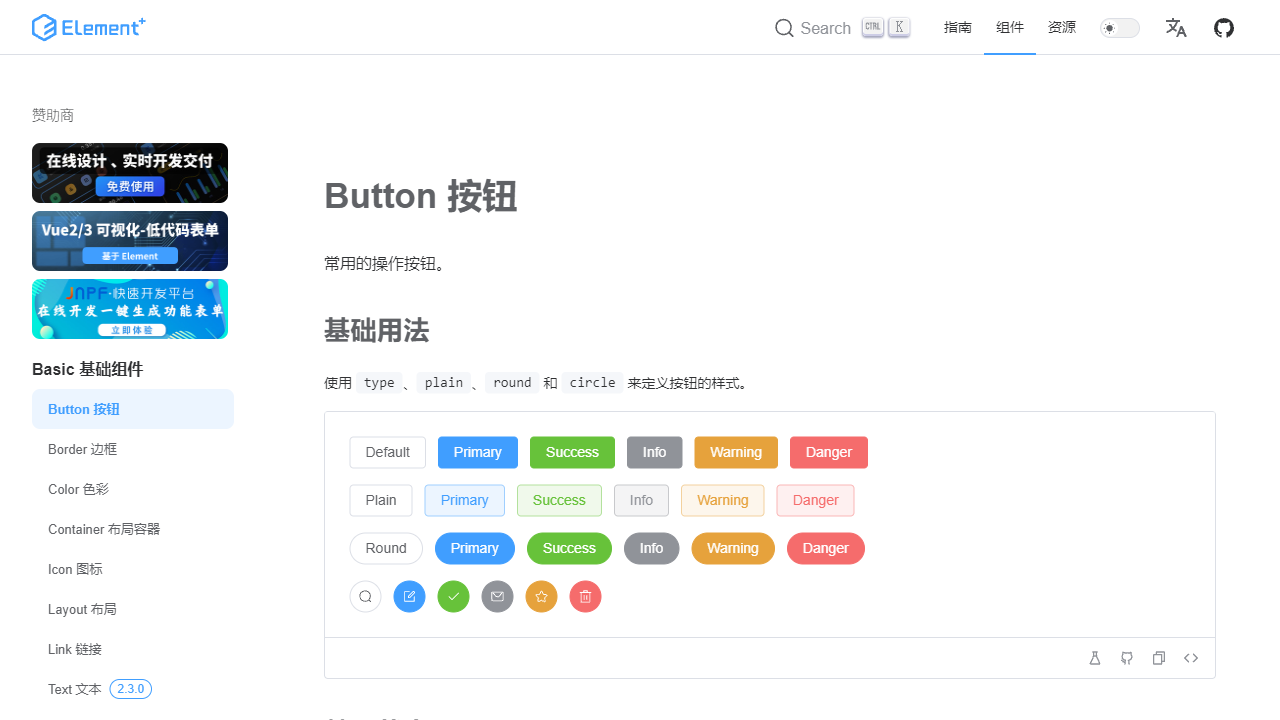 Element+
Search CTRL K
指南 组件 资源
赞助商
在线设计、实时开发交付
免费使用
Vue2/3 可视化-低代码表单
基于 Element
JNPF·快速开发平台
在线开发一键生成功能表单
立即体验
Basic 基础组件
Button 按钮
Border 边框
Color 色彩
Container 布局容器
Icon 图标
Layout 布局
Link 链接
Text 文本 2.3.0
Button 按钮
常用的操作按钮。
基础用法
使用 type 、 plain 、 round 和 circle 来定义按钮的样式。
Default Primary Success Info Warning Danger
Plain Primary Success Info Warning Danger
Round Primary Success Info Warning Danger